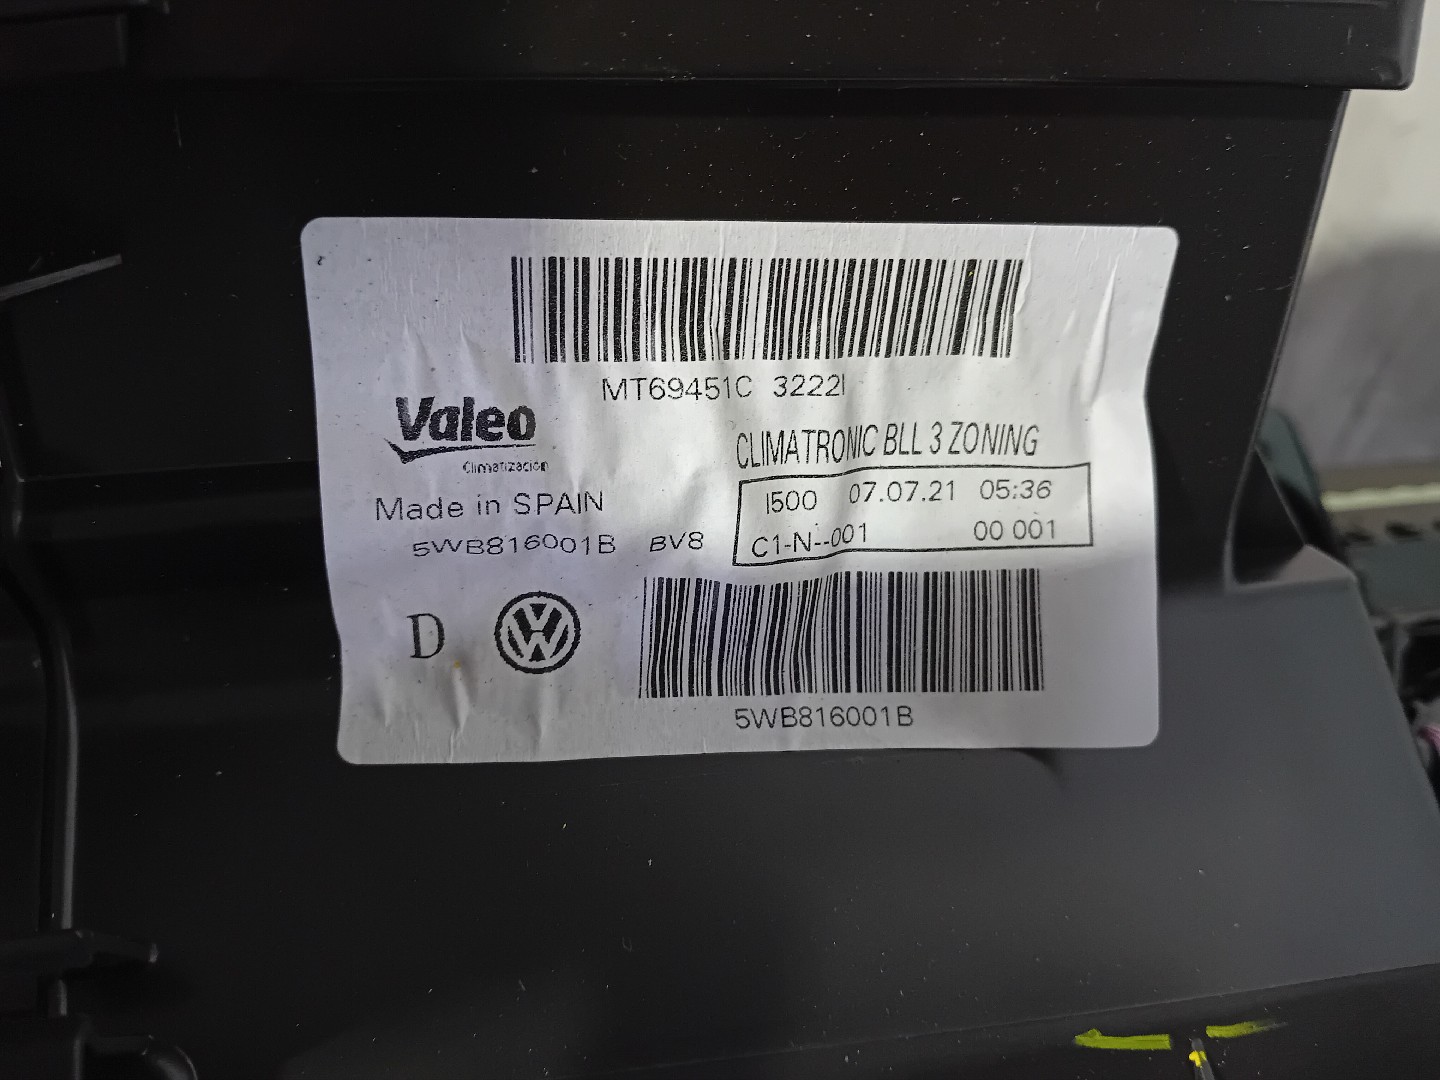 MT69451C 3222I
Valeo
Climatización
CLIMATRONIC BLL 3 ZONING
Made in SPAIN
I500 07.07.21 05:36
5WB816001B BV8
C1-N--001 00 001
D
5WB816001B